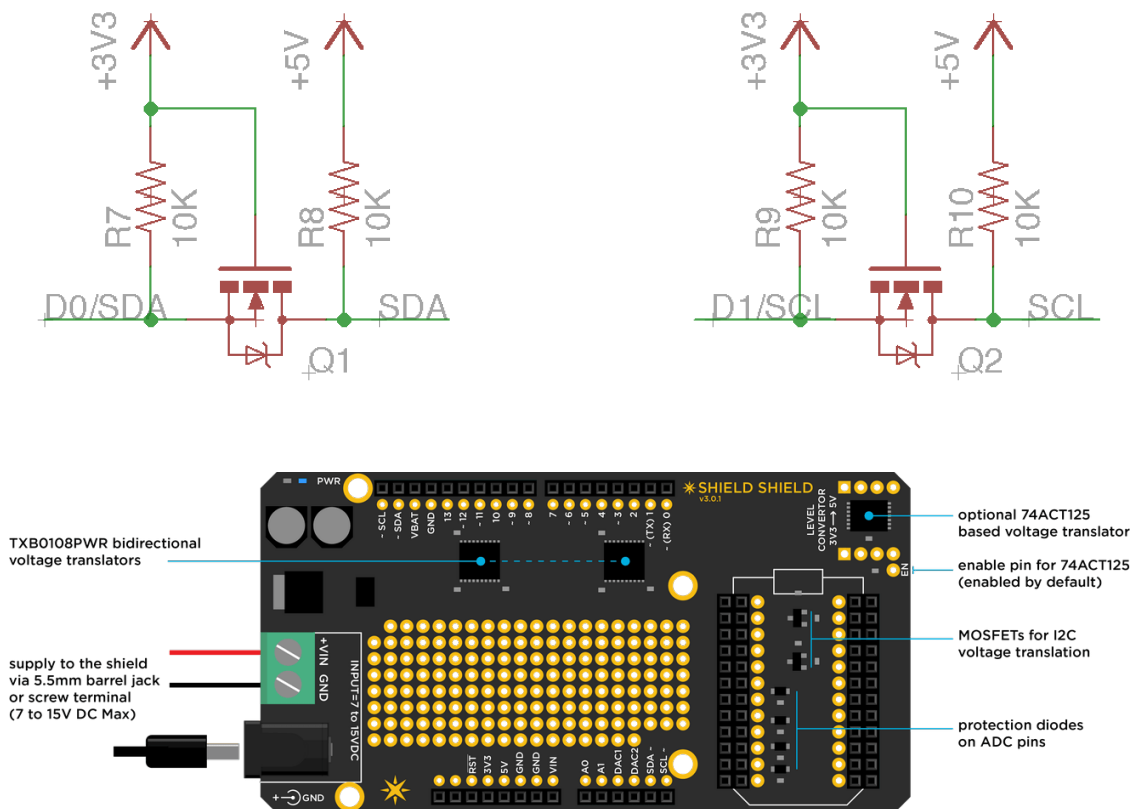 +3V3
+5V
R7
10K
R8
10K
D0/SDA
SDA
Q1
+3V3
+5V
R9
10K
R10
10K
D1/SCL
SCL
Q2
PWR
SHIELD SHIELD
v3.0.1
- SCL
- SDA
VBAT
GND
13
- 12
- 11
10
- 9
- 8
7
- 6
- 5
4
- 3
2
- (TX) 1
- (RX) 0
LEVEL
CONVERTOR
3V3 → 5V
EN
TXB0108PWR bidirectional
voltage translators
optional 74ACT125
based voltage translator
enable pin for 74ACT125
(enabled by default)
MOSFETs for I2C
voltage translation
supply to the shield
via 5.5mm barrel jack
or screw terminal
(7 to 15V DC Max)
+VIN
GND
INPUT=7 to 15VDC
protection diodes
on ADC pins
RST
3V3
5V
GND
GND
VIN
A0
A1
DAC1
DAC2
SDA -
SCL -
+ GND